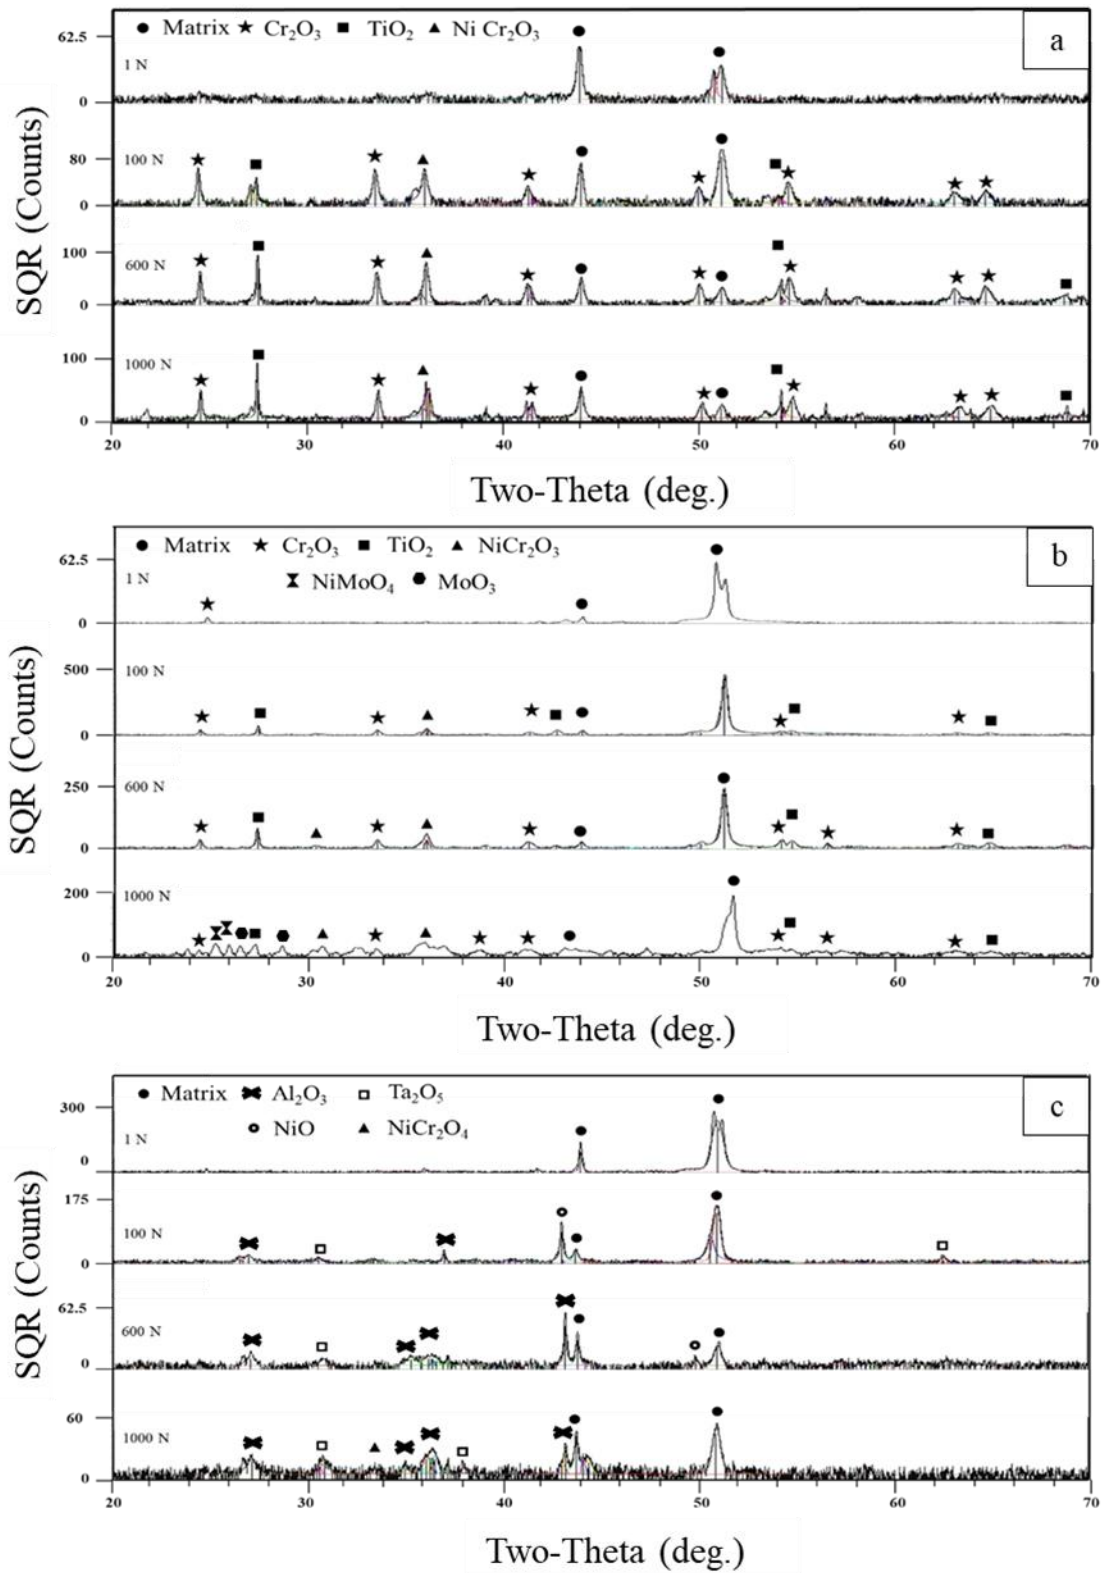 ● Matrix ★ Cr₂O₃ ■ TiO₂ ▲ Ni Cr₂O₃
a
62.5
1 N
0
80
100 N
0
100
600 N
0
100
1000 N
0
20 30 40 50 60 70
SQR (Counts)
Two-Theta (deg.)
● Matrix ★ Cr₂O₃ ■ TiO₂ ▲ NiCr₂O₃
NiMoO₄ MoO₃
b
62.5
1 N
0
500
100 N
0
250
600 N
0
200
1000 N
0
20 30 40 50 60 70
SQR (Counts)
Two-Theta (deg.)
● Matrix ✖ Al₂O₃ □ Ta₂O₅
NiO ▲ NiCr₂O₄
c
300
1 N
0
175
100 N
0
62.5
600 N
0
60
1000 N
0
20 30 40 50 60 70
SQR (Counts)
Two-Theta (deg.)